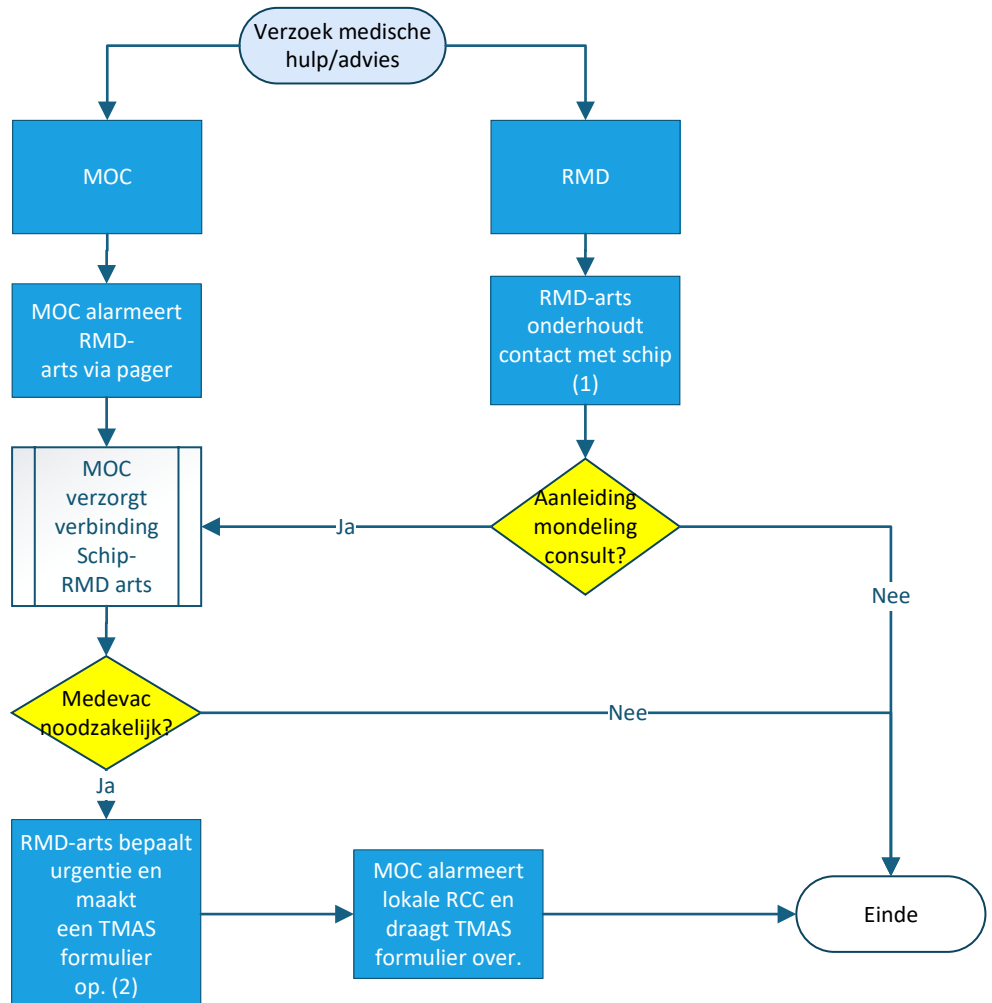 Verzoek medische
hulp/advies
MOC
RMD
MOC alarmeert
RMD-
arts via pager
RMD-arts
onderhoudt
contact met schip
(1)
MOC
verzorgt
verbinding
Schip-
RMD arts
Ja
Aanleiding
mondeling
consult?
Nee
Medevac
noodzakelijk?
Nee
Ja
RMD-arts bepaalt
urgentie en
maakt
een TMAS
formulier
op. (2)
MOC alarmeert
lokale RCC en
draagt TMAS
formulier over.
Einde